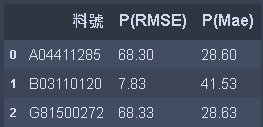 料號 P(RMSE) P(Mae)
0 A04411285 68.30 28.60
1 B03110120 7.83 41.53
2 G81500272 68.33 28.63